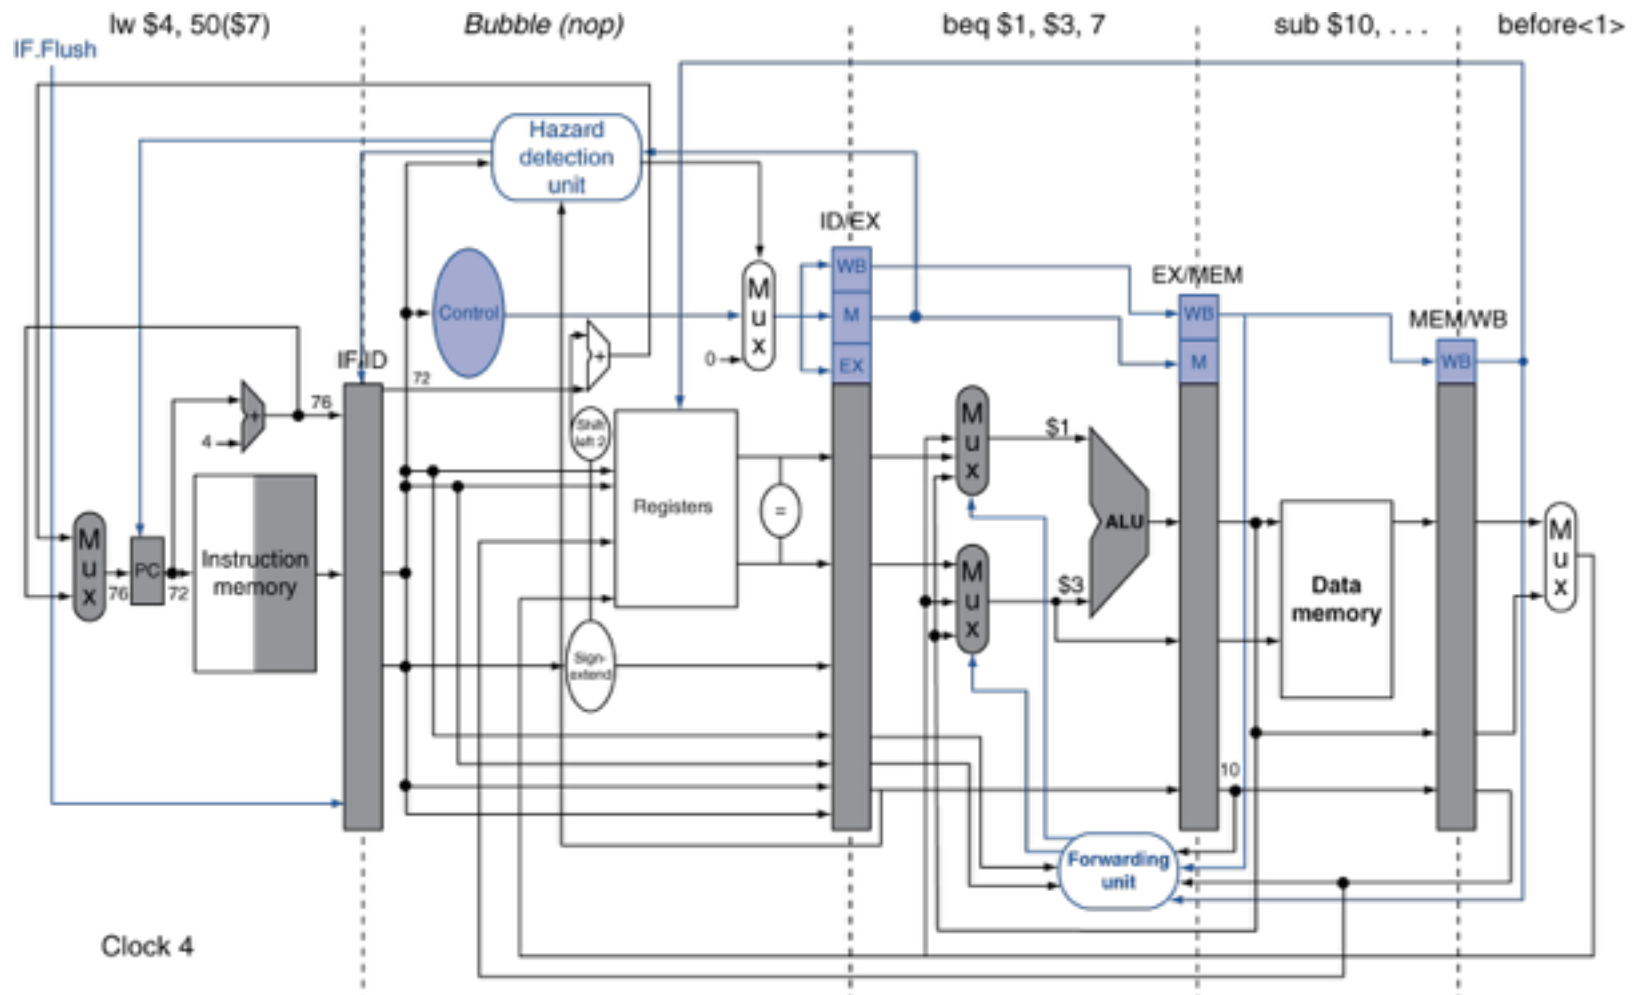 lw $4, 50($7)
Bubble (nop)
beq $1, $3, 7
sub $10, . . .
before<1>
IF.Flush
Hazard
detection
unit
ID/EX
WB
M
EX
EX/MEM
WB
M
MEM/WB
WB
Control
M
u
x
0
IF/ID
72
+
Shift
left 2
76
+
4
M
u
x
76
PC
72
Instruction
memory
Registers
=
Sign-
extend
M
u
x
$1
M
u
x
$3
ALU
Data
memory
M
u
x
10
Forwarding
unit
Clock 4